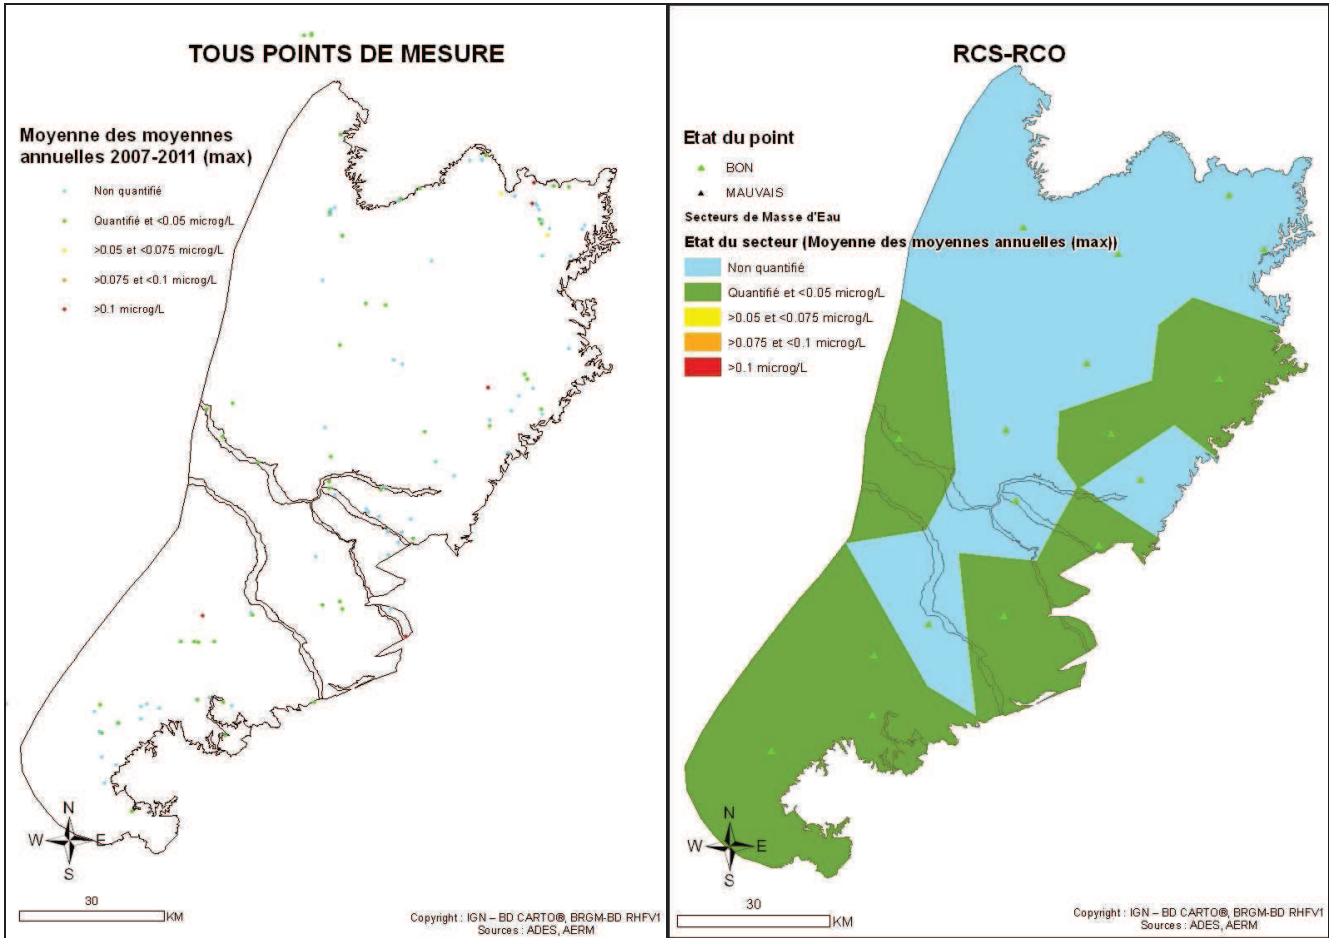 TOUS POINTS DE MESURE
Moyenne des moyennes
annuelles 2007-2011 (max)
Non quantifié
Quantifié et <0.05 microg/L
>0.05 et <0.075 microg/L
>0.075 et <0.1 microg/L
>0.1 microg/L
N
W
E
S
30
KM
Copyright : IGN – BD CARTO®, BRGM-BD RHFV1
Sources : ADES, AERM
RCS-RCO
Etat du point
BON
MAUVAIS
Secteurs de Masse d'Eau
Etat du secteur (Moyenne des moyennes annuelles (max))
Non quantifié
Quantifié et <0.05 microg/L
>0.05 et <0.075 microg/L
>0.075 et <0.1 microg/L
>0.1 microg/L
N
W
E
S
30
KM
Copyright : IGN – BD CARTO®, BRGM-BD RHFV1
Sources : ADES, AERM